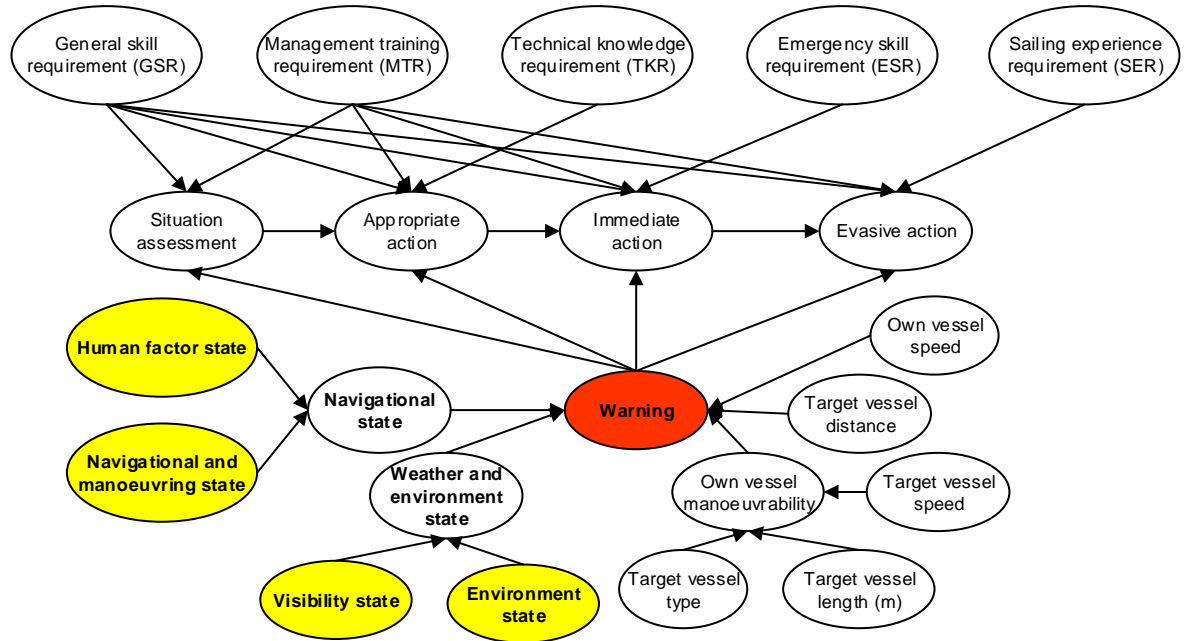 General skill
requirement (GSR)
Management training
requirement (MTR)
Technical knowledge
requirement (TKR)
Emergency skill
requirement (ESR)
Sailing experience
requirement (SER)
Situation
assessment
Appropriate
action
Immediate
action
Evasive action
Human factor state
Own vessel
speed
Navigational
state
Warning
Target vessel
distance
Navigational and
manoeuvring state
Weather and
environment
state
Own vessel
manoeuvrability
Target vessel
speed
Visibility state
Environment
state
Target vessel
type
Target vessel
length (m)